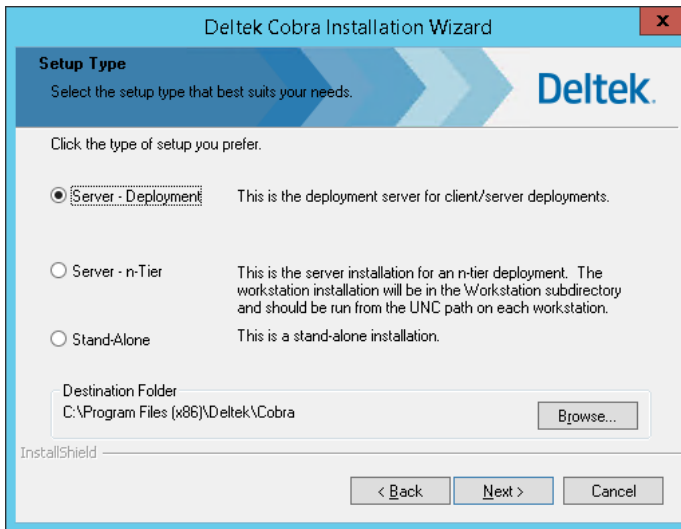 Deltek Cobra Installation Wizard
x
Setup Type
Select the setup type that best suits your needs.
Deltek.
Click the type of setup you prefer.
Server - Deployment
This is the deployment server for client/server deployments.
Server - n-Tier
This is the server installation for an n-tier deployment. The
workstation installation will be in the Workstation subdirectory
and should be run from the UNC path on each workstation.
Stand-Alone
This is a stand-alone installation.
Destination Folder
C:\Program Files (x86)\Deltek\Cobra
Browse...
InstallShield
< Back
Next >
Cancel